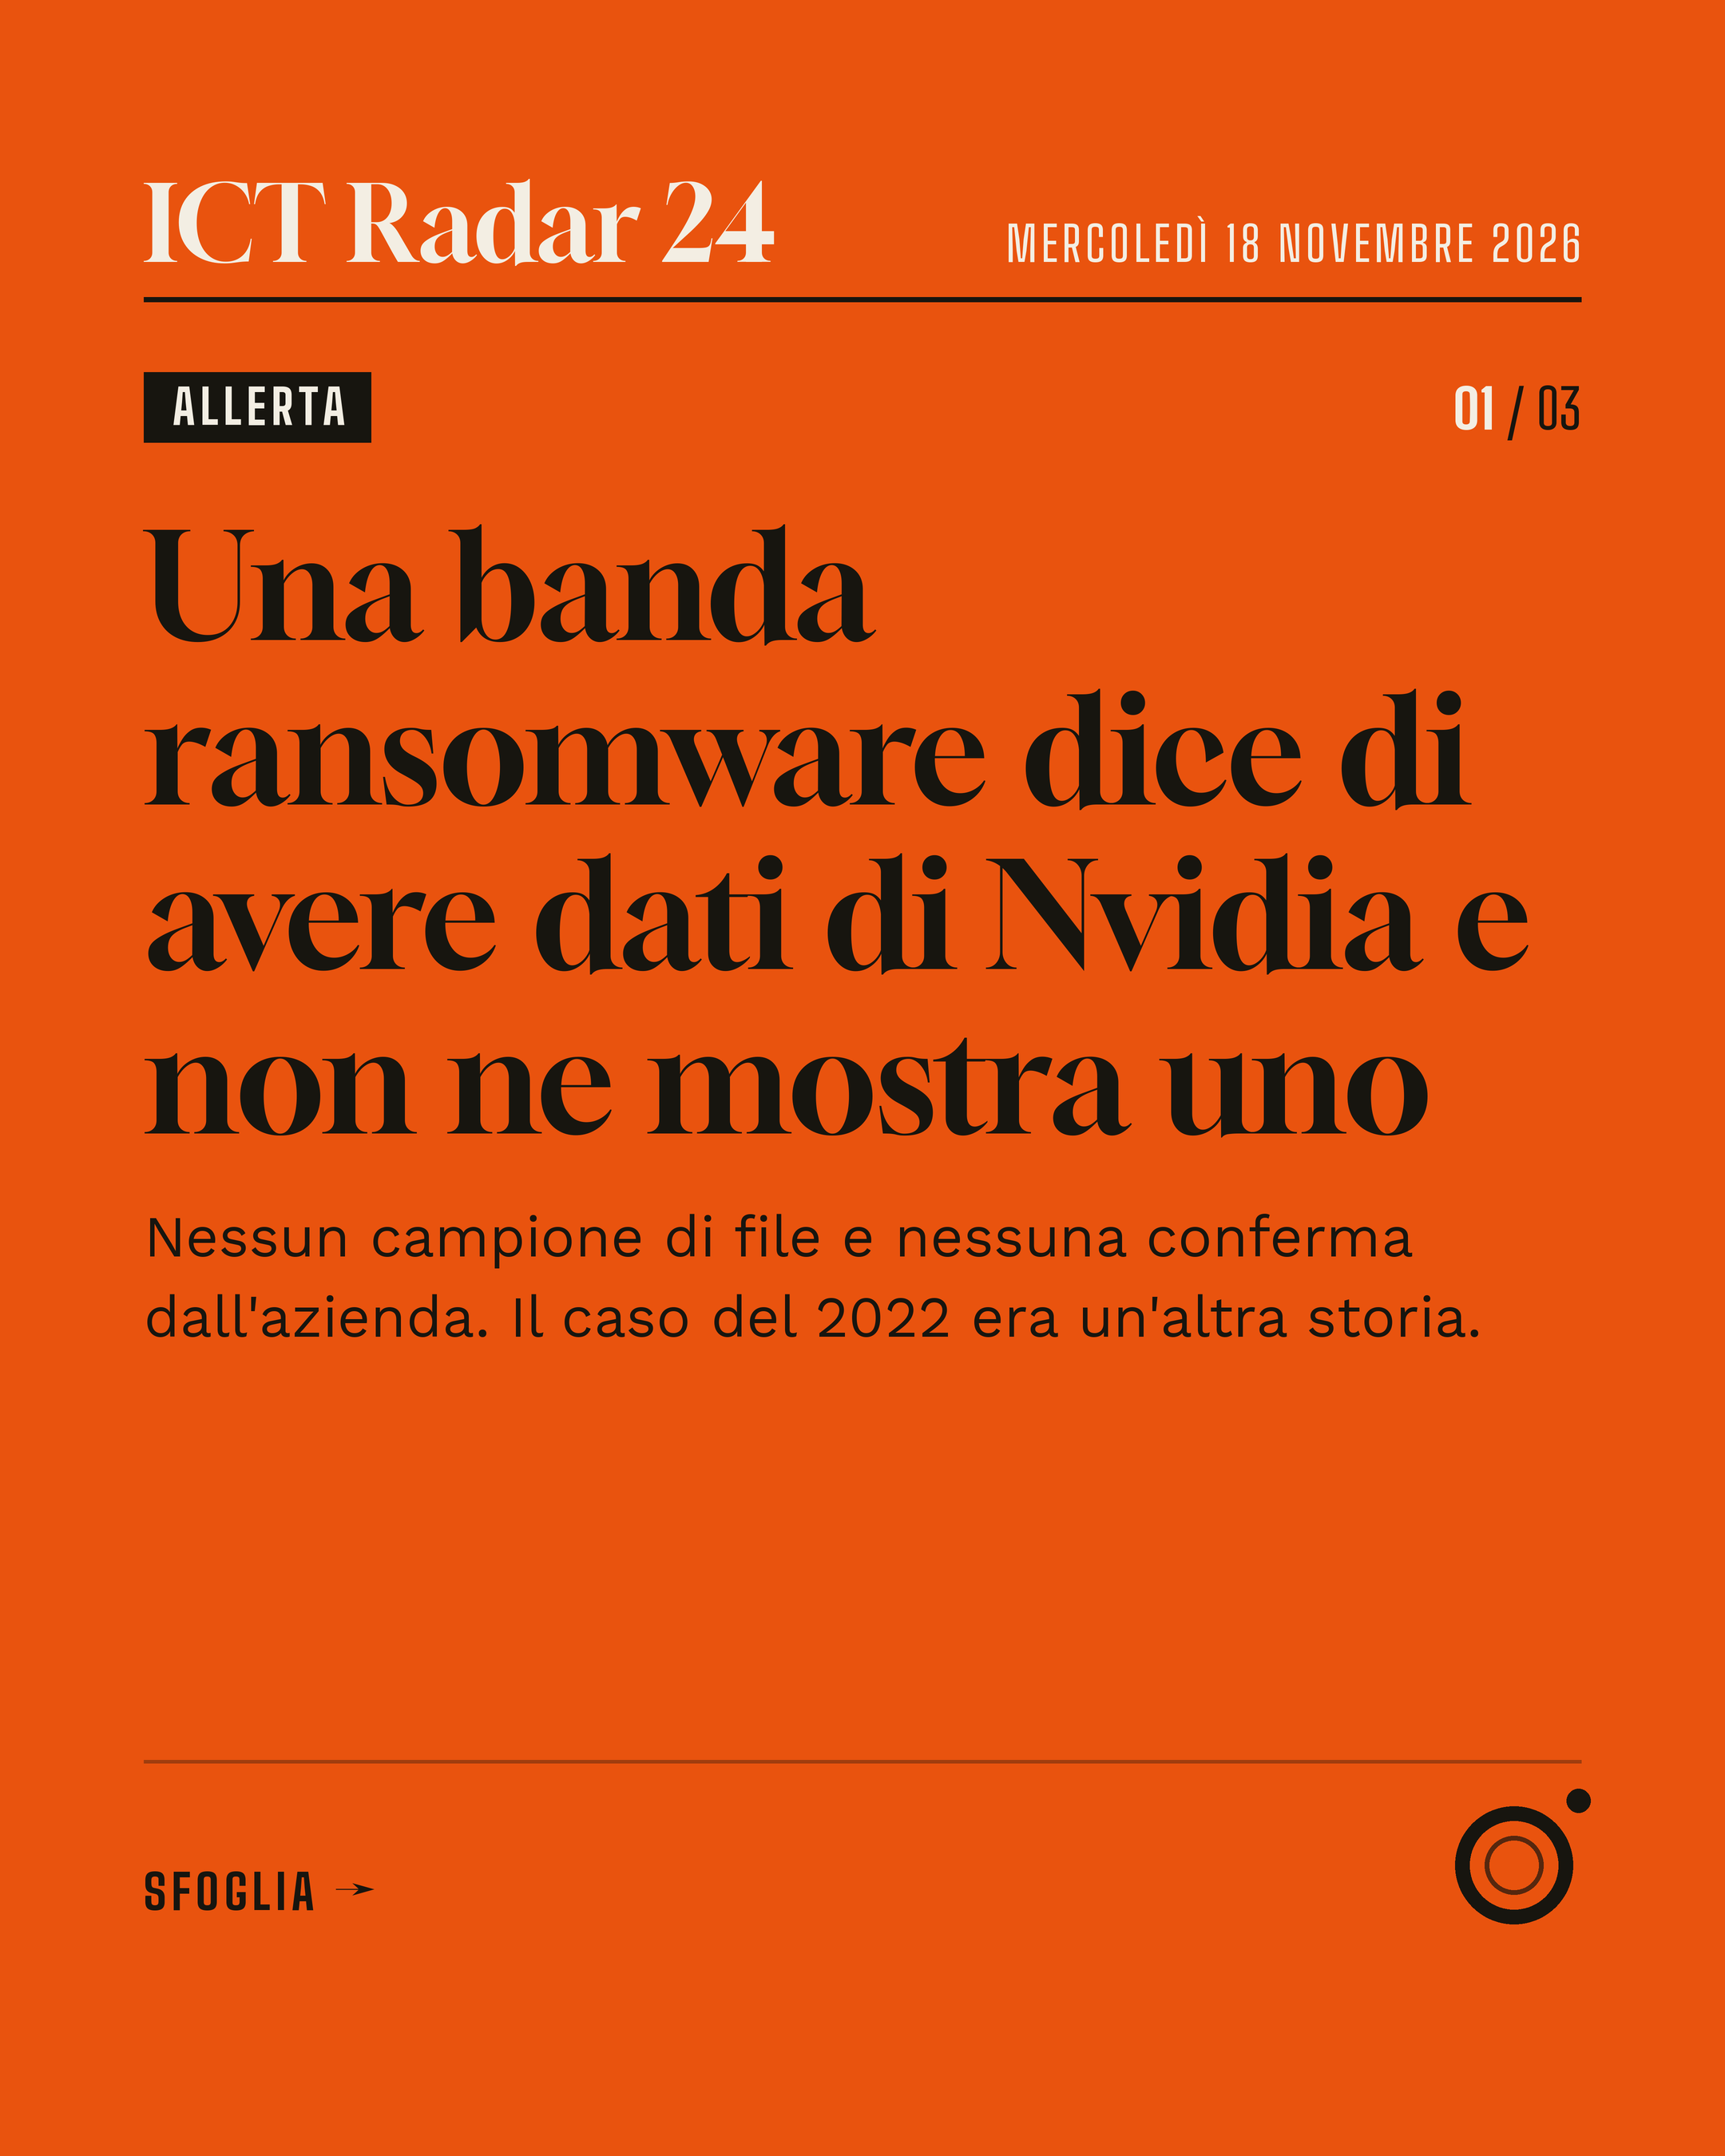 ICT Radar 24
MERCOLEDÌ 18 NOVEMBRE 2026
ALLERTA
01 / 03
Una banda
ransomware dice di
avere dati di Nvidia e
non ne mostra uno
Nessun campione di file e nessuna conferma
dall'azienda. Il caso del 2022 era un'altra storia.
SFOGLIA →